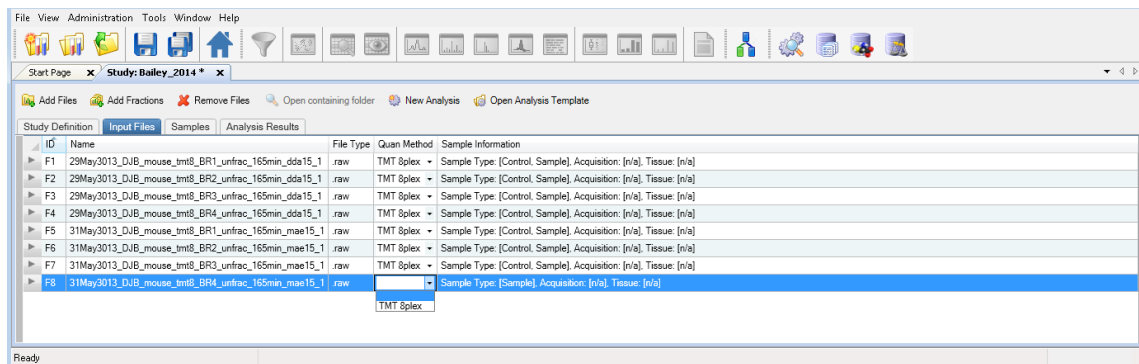 File View Administration Tools Window Help
Start Page x Study: Bailey_2014 * x
Add Files Add Fractions Remove Files Open containing folder New Analysis Open Analysis Template
Study Definition Input Files Samples Analysis Results
ID Name File Type Quan Method Sample Information
F1 29May3013_DJB_mouse_tmt8_BR1_unfrac_165min_dda15_1 .raw TMT 8plex Sample Type: [Control, Sample], Acquisition: [n/a], Tissue: [n/a]
F2 29May3013_DJB_mouse_tmt8_BR2_unfrac_165min_dda15_1 .raw TMT 8plex Sample Type: [Control, Sample], Acquisition: [n/a], Tissue: [n/a]
F3 29May3013_DJB_mouse_tmt8_BR3_unfrac_165min_dda15_1 .raw TMT 8plex Sample Type: [Control, Sample], Acquisition: [n/a], Tissue: [n/a]
F4 29May3013_DJB_mouse_tmt8_BR4_unfrac_165min_dda15_1 .raw TMT 8plex Sample Type: [Control, Sample], Acquisition: [n/a], Tissue: [n/a]
F5 31May3013_DJB_mouse_tmt8_BR1_unfrac_165min_mae15_1 .raw TMT 8plex Sample Type: [Control, Sample], Acquisition: [n/a], Tissue: [n/a]
F6 31May3013_DJB_mouse_tmt8_BR2_unfrac_165min_mae15_1 .raw TMT 8plex Sample Type: [Control, Sample], Acquisition: [n/a], Tissue: [n/a]
F7 31May3013_DJB_mouse_tmt8_BR3_unfrac_165min_mae15_1 .raw TMT 8plex Sample Type: [Control, Sample], Acquisition: [n/a], Tissue: [n/a]
F8 31May3013_DJB_mouse_tmt8_BR4_unfrac_165min_mae15_1 .raw Sample Type: [Sample], Acquisition: [n/a], Tissue: [n/a]
TMT 8plex
Ready